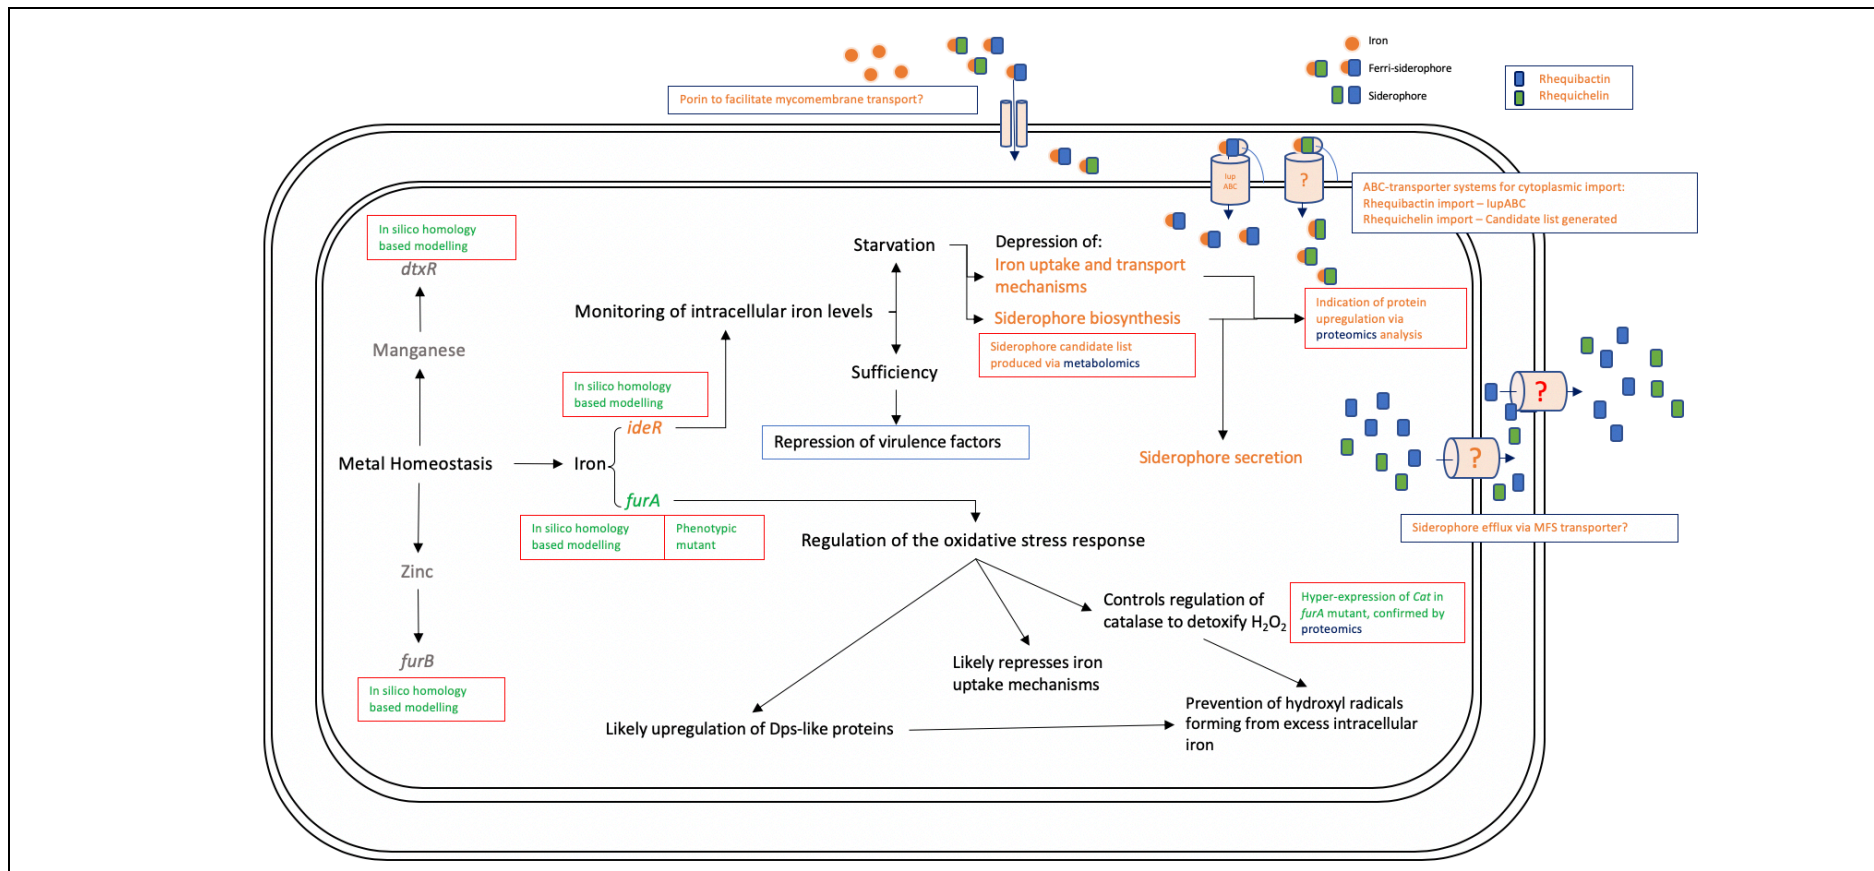 Iron
Ferri-siderophore
Siderophore
Rhequibactin
Rhequichelin
Porin to facilitate mycomembrane transport?
Iup
ABC
?
ABC-transporter systems for cytoplasmic import:
Rhequibactin import – IupABC
Rhequichelin import – Candidate list generated
In silico homology
based modelling
dtxR
Manganese
Metal Homeostasis
Zinc
furB
In silico homology
based modelling
Iron
In silico homology
based modelling
ideR
furA
In silico homology
based modelling
Phenotypic
mutant
Monitoring of intracellular iron levels
Starvation
Sufficiency
Repression of virulence factors
Depression of:
Iron uptake and transport
mechanisms
Siderophore biosynthesis
Siderophore candidate list
produced via metabolomics
Indication of protein
upregulation via
proteomics analysis
Siderophore secretion
?
?
Siderophore efflux via MFS transporter?
Regulation of the oxidative stress response
Controls regulation of
catalase to detoxify H₂O₂
Hyper-expression of Cat in
furA mutant, confirmed by
proteomics
Likely represses iron
uptake mechanisms
Likely upregulation of Dps-like proteins
Prevention of hydroxyl radicals
forming from excess intracellular
iron